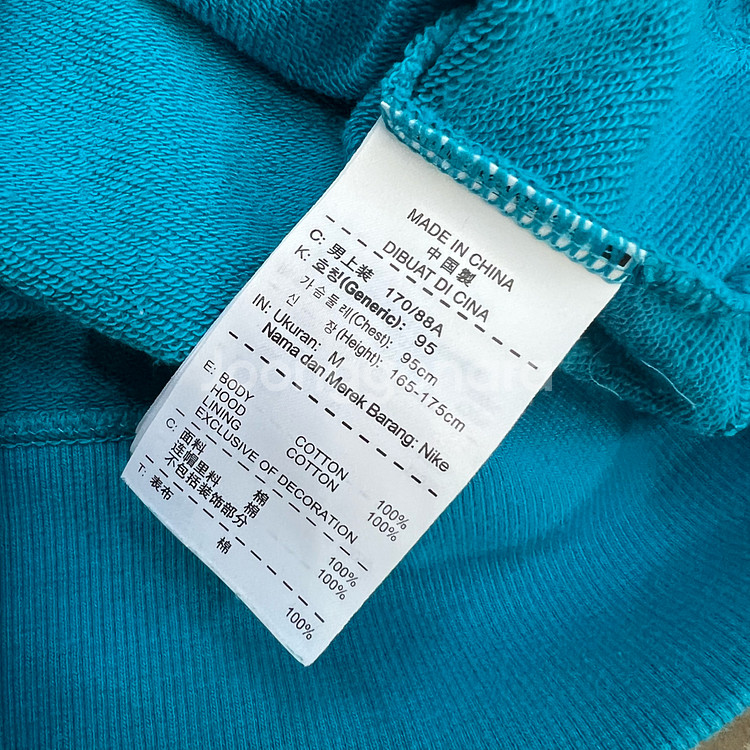 MADE IN CHINA
中國製
DIBUAT DI CINA
C: 男上装 170/88A
K: 호칭(Generic): 95
가슴둘레(Chest): 95cm
신 장(Height): 165-175cm
IN: Ukuran: M
Nama dan Merek Barang: Nike
E: BODY COTTON 100%
HOOD LINING COTTON 100%
EXCLUSIVE OF DECORATION
C: 面料 棉 100%
连帽里料 棉 100%
不包括装饰部分
T: 表布 棉 100%